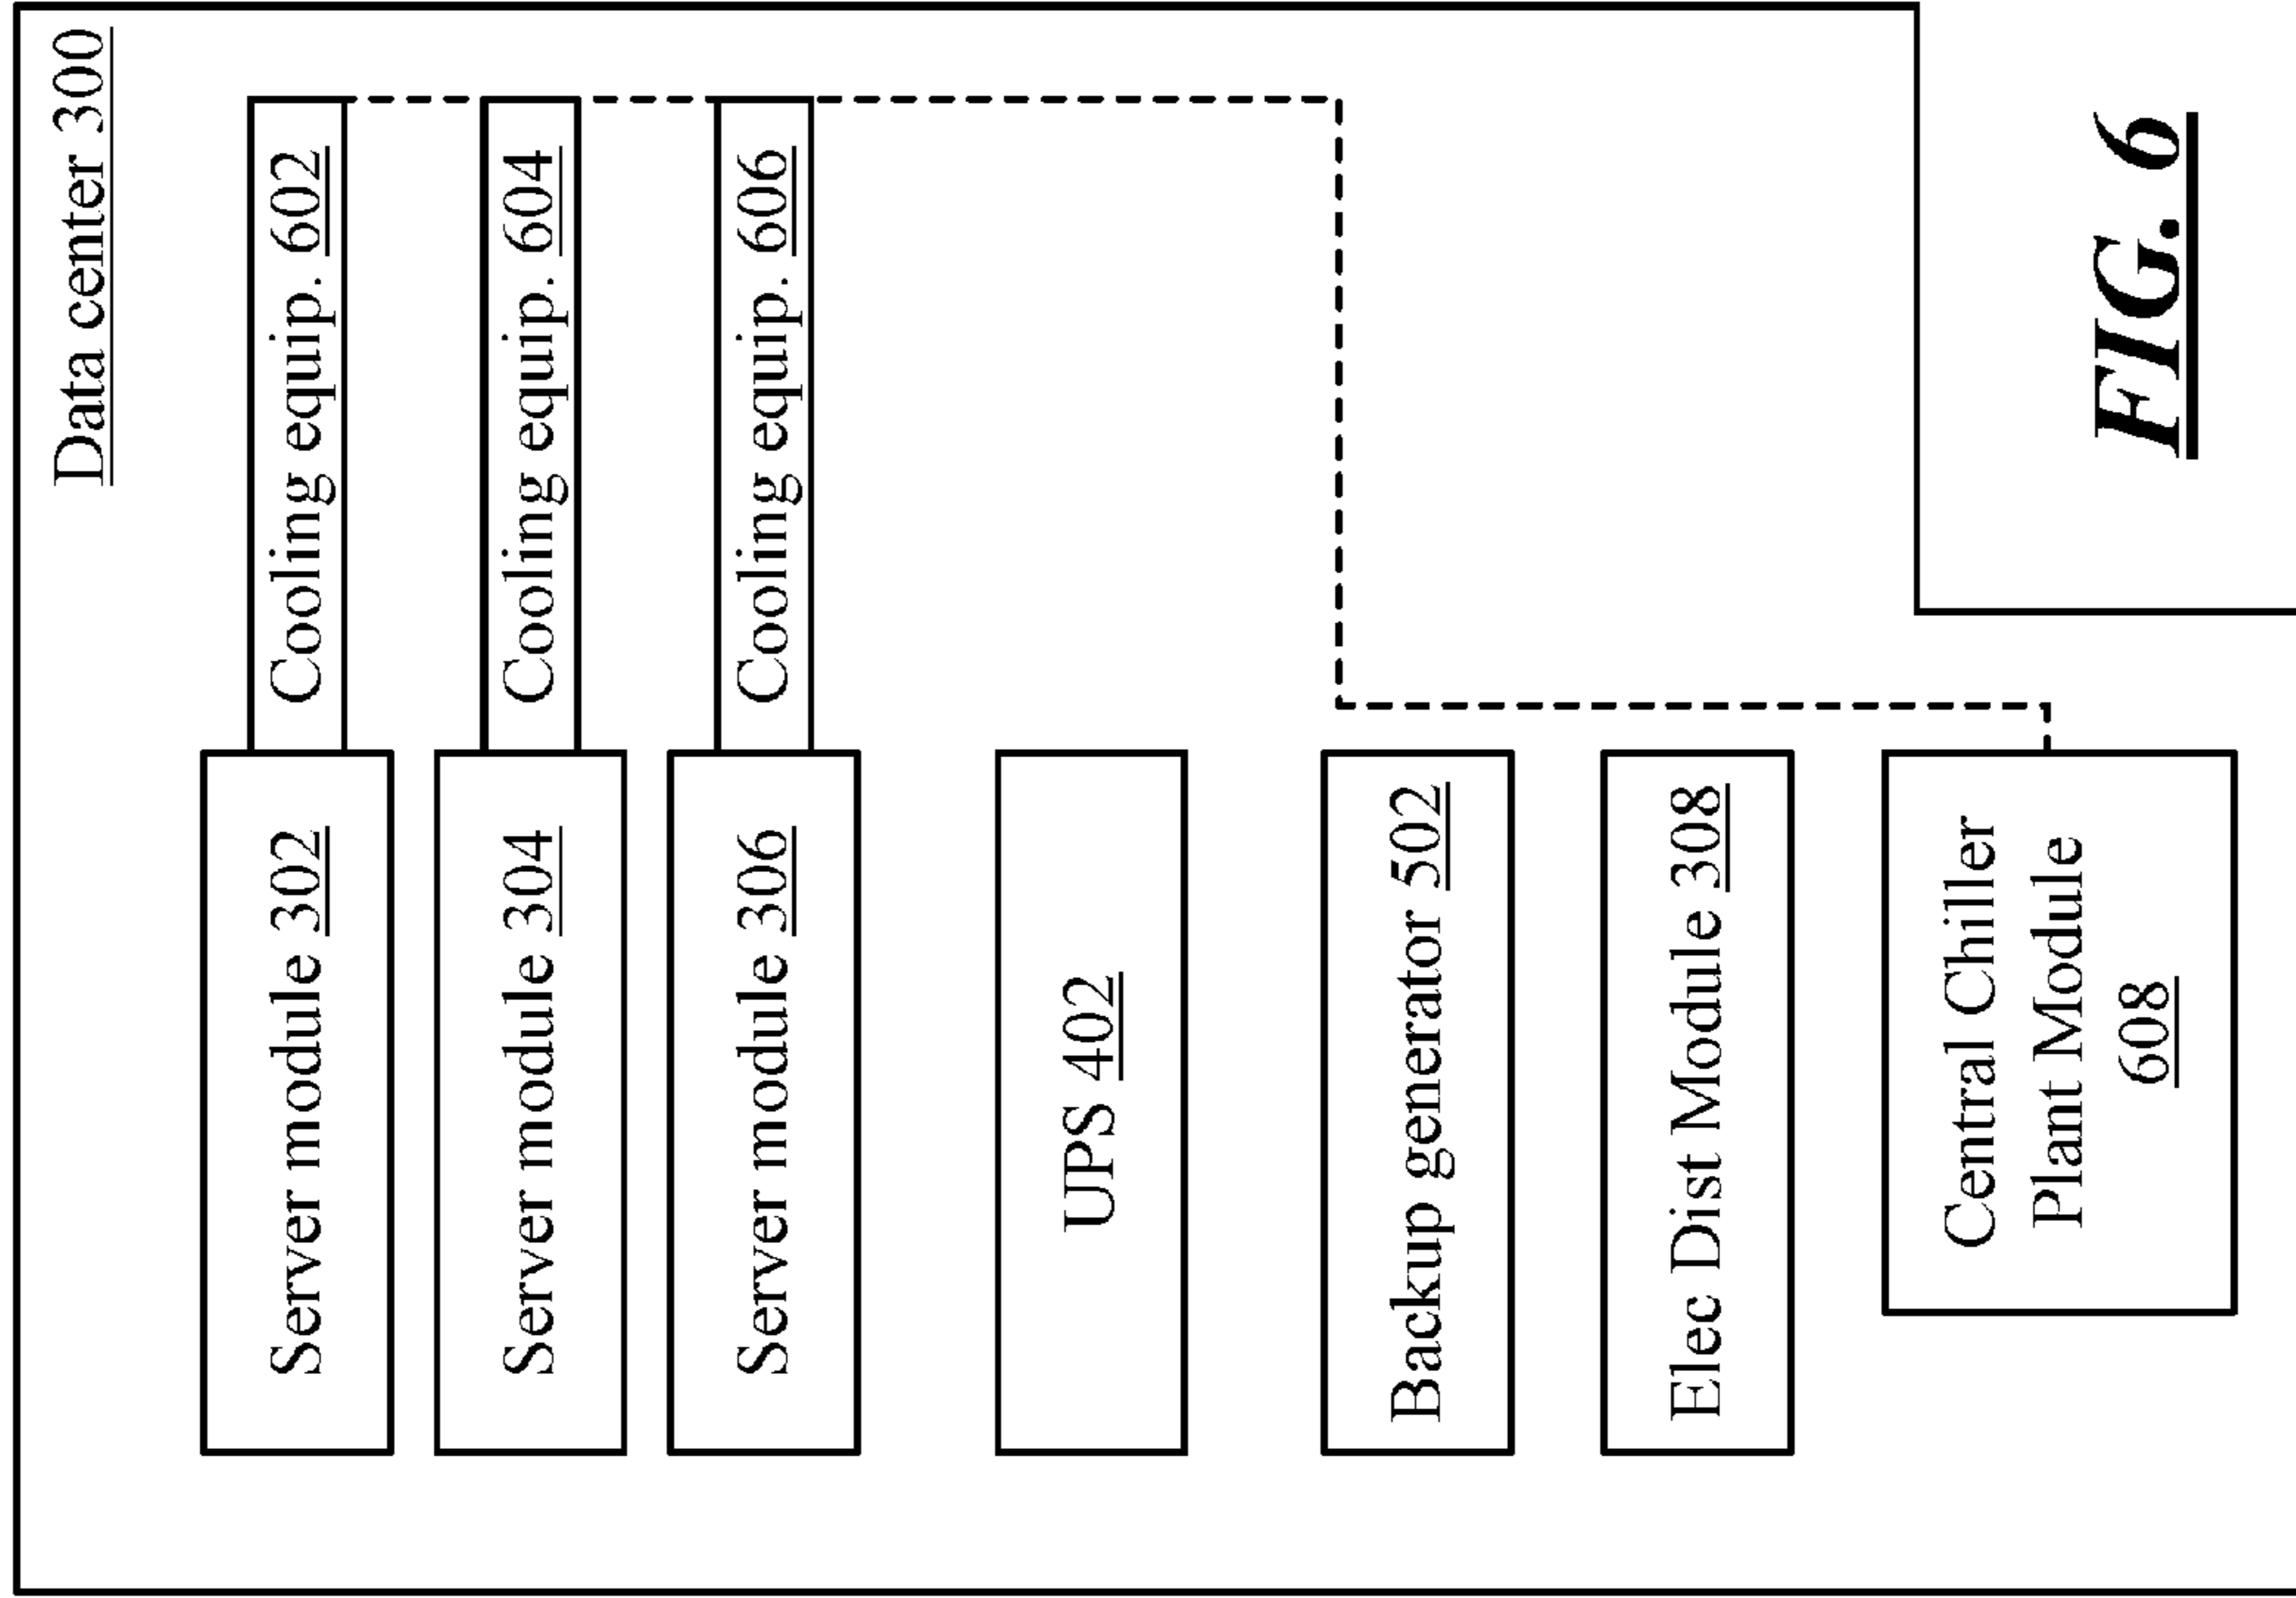 Data center 300
Server module 302
Cooling equip. 602
Server module 304
Cooling equip. 604
Server module 306
Cooling equip. 606
UPS 402
Backup generator 502
Elec Dist Module 308
Central Chiller
Plant Module
608
FIG. 6